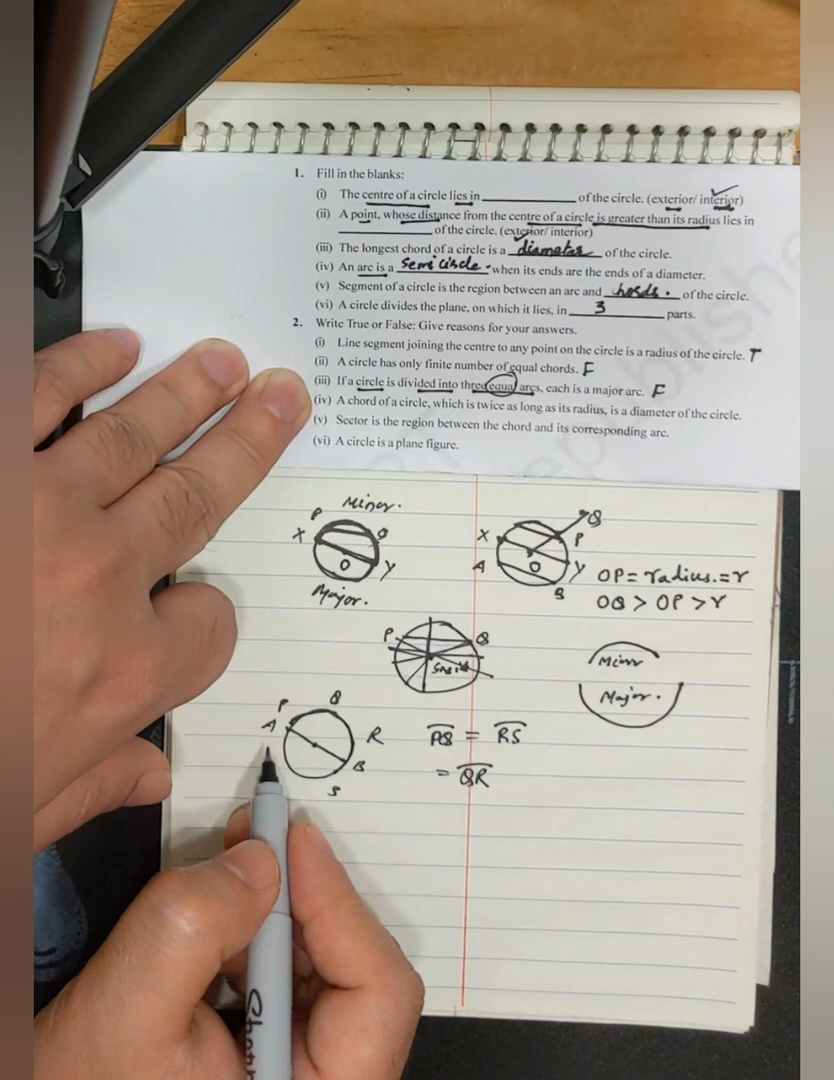 1. Fill in the blanks:
(i) The centre of a circle lies in ____________ of the circle. (exterior/ interior)
(ii) A point, whose distance from the centre of a circle is greater than its radius lies in
____________ of the circle. (exterior/ interior)
(iii) The longest chord of a circle is a diameter of the circle.
(iv) An arc is a Semi circle when its ends are the ends of a diameter.
(v) Segment of a circle is the region between an arc and hords. of the circle.
(vi) A circle divides the plane, on which it lies, in 3 parts.
2. Write True or False: Give reasons for your answers.
(i) Line segment joining the centre to any point on the circle is a radius of the circle. T
(ii) A circle has only finite number of equal chords. F
(iii) If a circle is divided into three equal arcs, each is a major arc. F
(iv) A chord of a circle, which is twice as long as its radius, is a diameter of the circle.
(v) Sector is the region between the chord and its corresponding arc.
(vi) A circle is a plane figure.
Minor.
P
X Q
O Y
Major.
Q
X P
A O Y
B
OP = radius. = r
OQ > OP > r
P Q
Minor
Major.
P Q
A R
B
S
PQ = RS
= QR